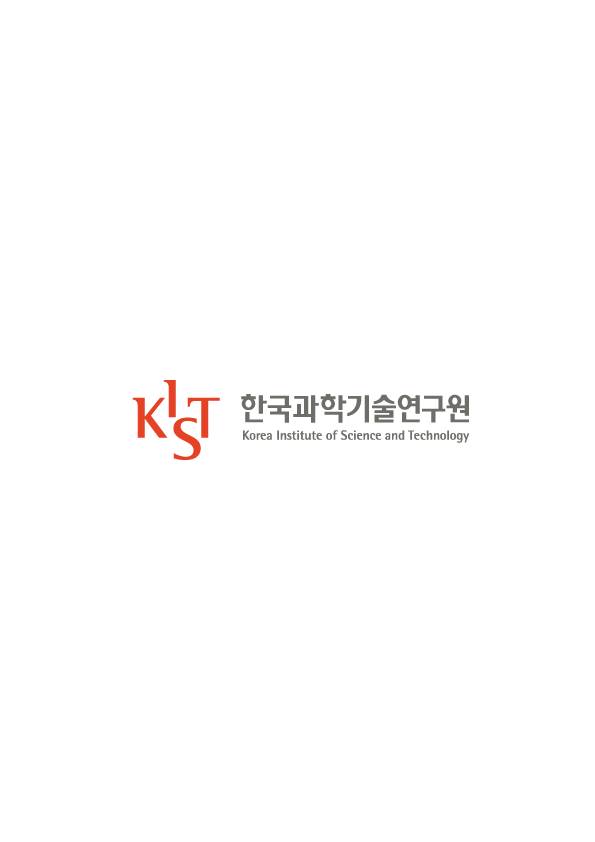 KIST
한국과학기술연구원
Korea Institute of Science and Technology